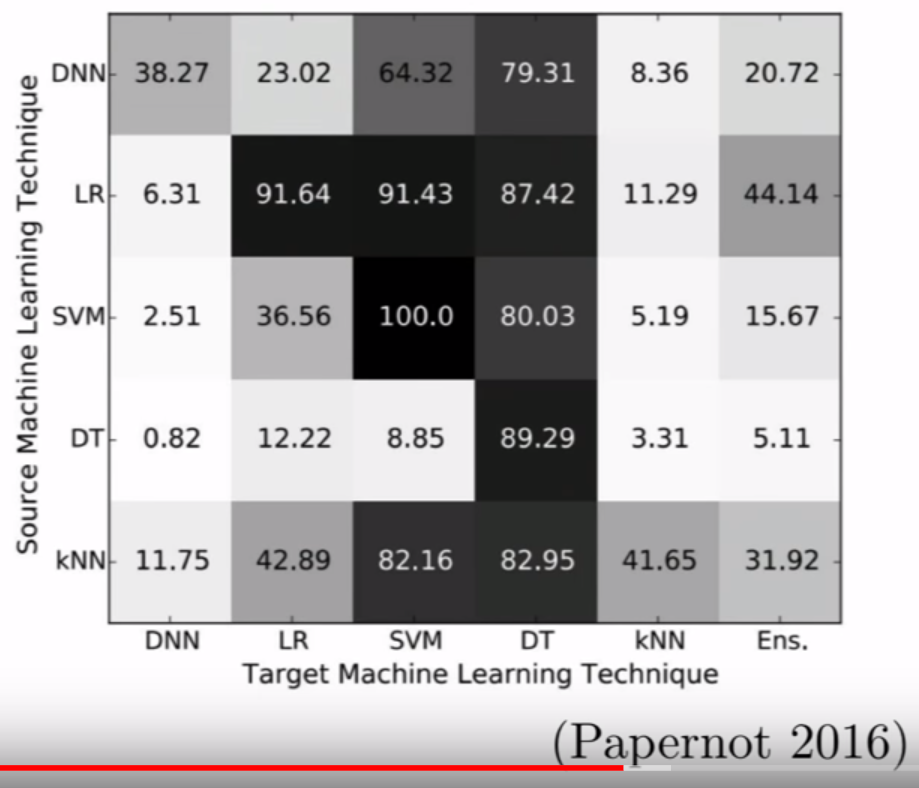 Source Machine Learning Technique
DNN 38.27 23.02 64.32 79.31 8.36 20.72
LR 6.31 91.64 91.43 87.42 11.29 44.14
SVM 2.51 36.56 100.0 80.03 5.19 15.67
DT 0.82 12.22 8.85 89.29 3.31 5.11
kNN 11.75 42.89 82.16 82.95 41.65 31.92
DNN LR SVM DT kNN Ens.
Target Machine Learning Technique
(Papernot 2016)